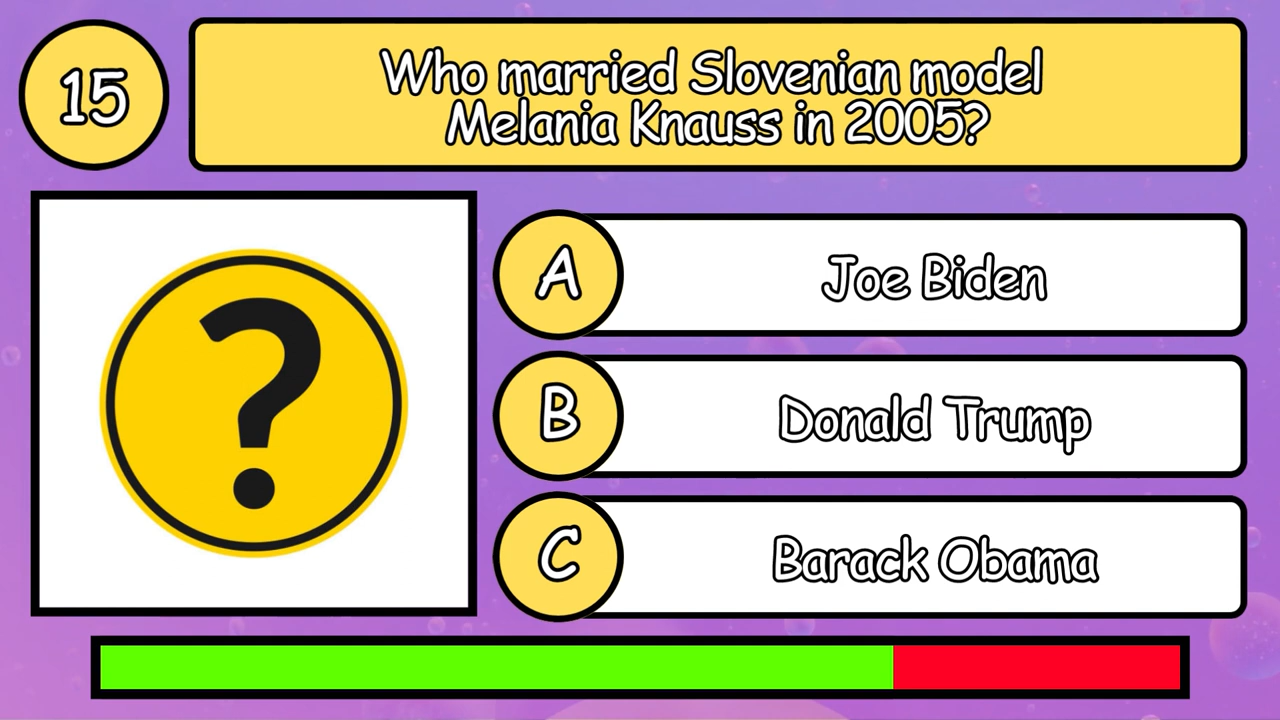 15
Who married Slovenian model
Melania Knauss in 2005?
?
A
Joe Biden
B
Donald Trump
C
Barack Obama